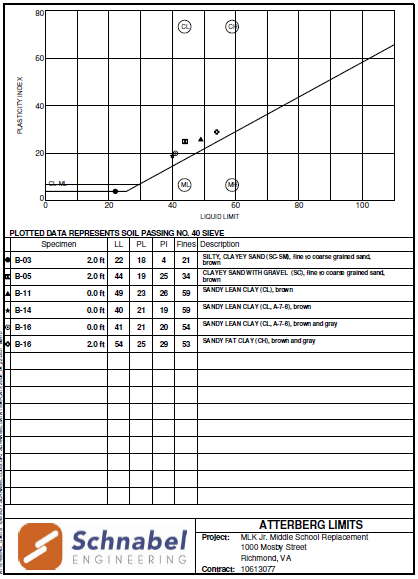 80
60
40
20
0
PLASTICITY INDEX
CL
CH
CL-ML
ML
MH
0 20 40 60 80 100
LIQUID LIMIT
PLOTTED DATA REPRESENTS SOIL PASSING NO. 40 SIEVE
Specimen LL PL PI Fines Description
B-03 2.0 ft 22 18 4 21 SILTY, CLAYEY SAND (SC-SM), fine to coarse grained sand,
brown
B-05 2.0 ft 44 19 25 34 CLAYEY SAND WITH GRAVEL (SC), fine to coarse grained sand,
brown
B-11 0.0 ft 49 23 26 59 SANDY LEAN CLAY (CL), brown
B-14 0.0 ft 40 21 19 59 SANDY LEAN CLAY (CL, A-7-6), brown
B-16 0.0 ft 41 21 20 54 SANDY LEAN CLAY (CL, A-7-6), brown and gray
B-16 2.0 ft 54 25 29 53 SANDY FAT CLAY (CH), brown and gray
Schnabel
ENGINEERING
ATTERBERG LIMITS
Project: MLK Jr. Middle School Replacement
1000 Mosby Street
Richmond, VA
Contract: 10613077